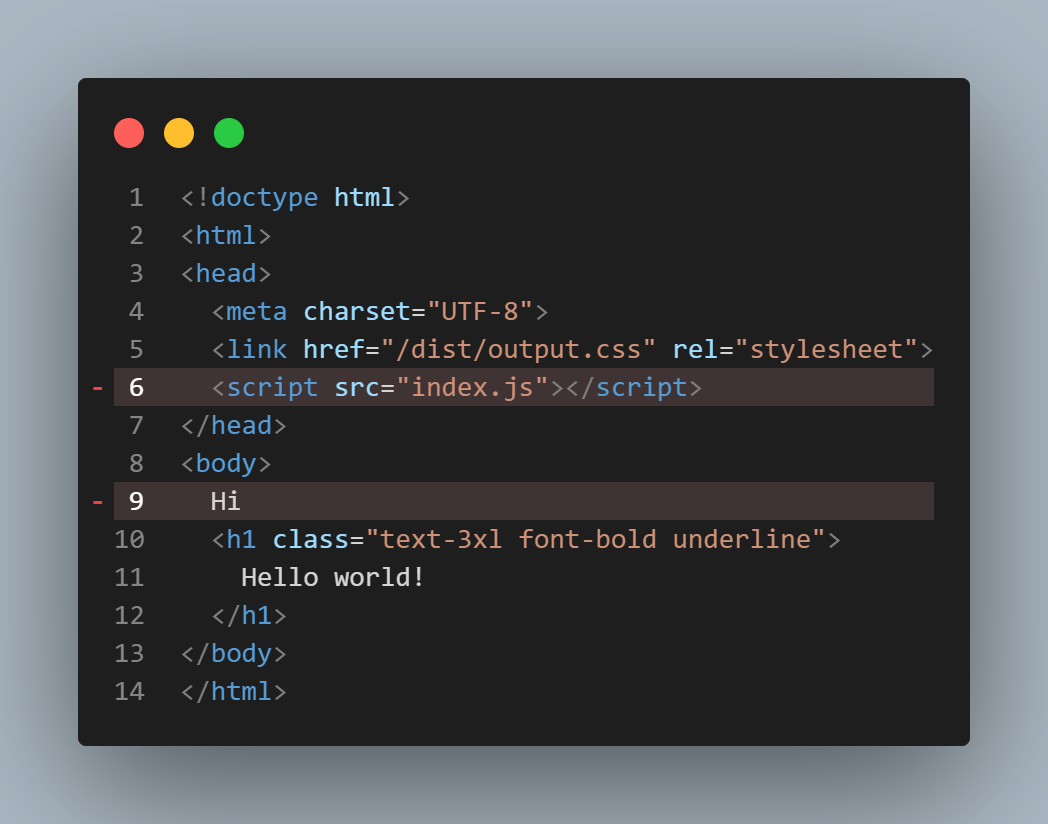 1 <!doctype html>
2 <html>
3 <head>
4   <meta charset="UTF-8">
5   <link href="/dist/output.css" rel="stylesheet">
- 6   <script src="index.js"></script>
7 </head>
8 <body>
- 9   Hi
10   <h1 class="text-3xl font-bold underline">
11     Hello world!
12   </h1>
13 </body>
14 </html>